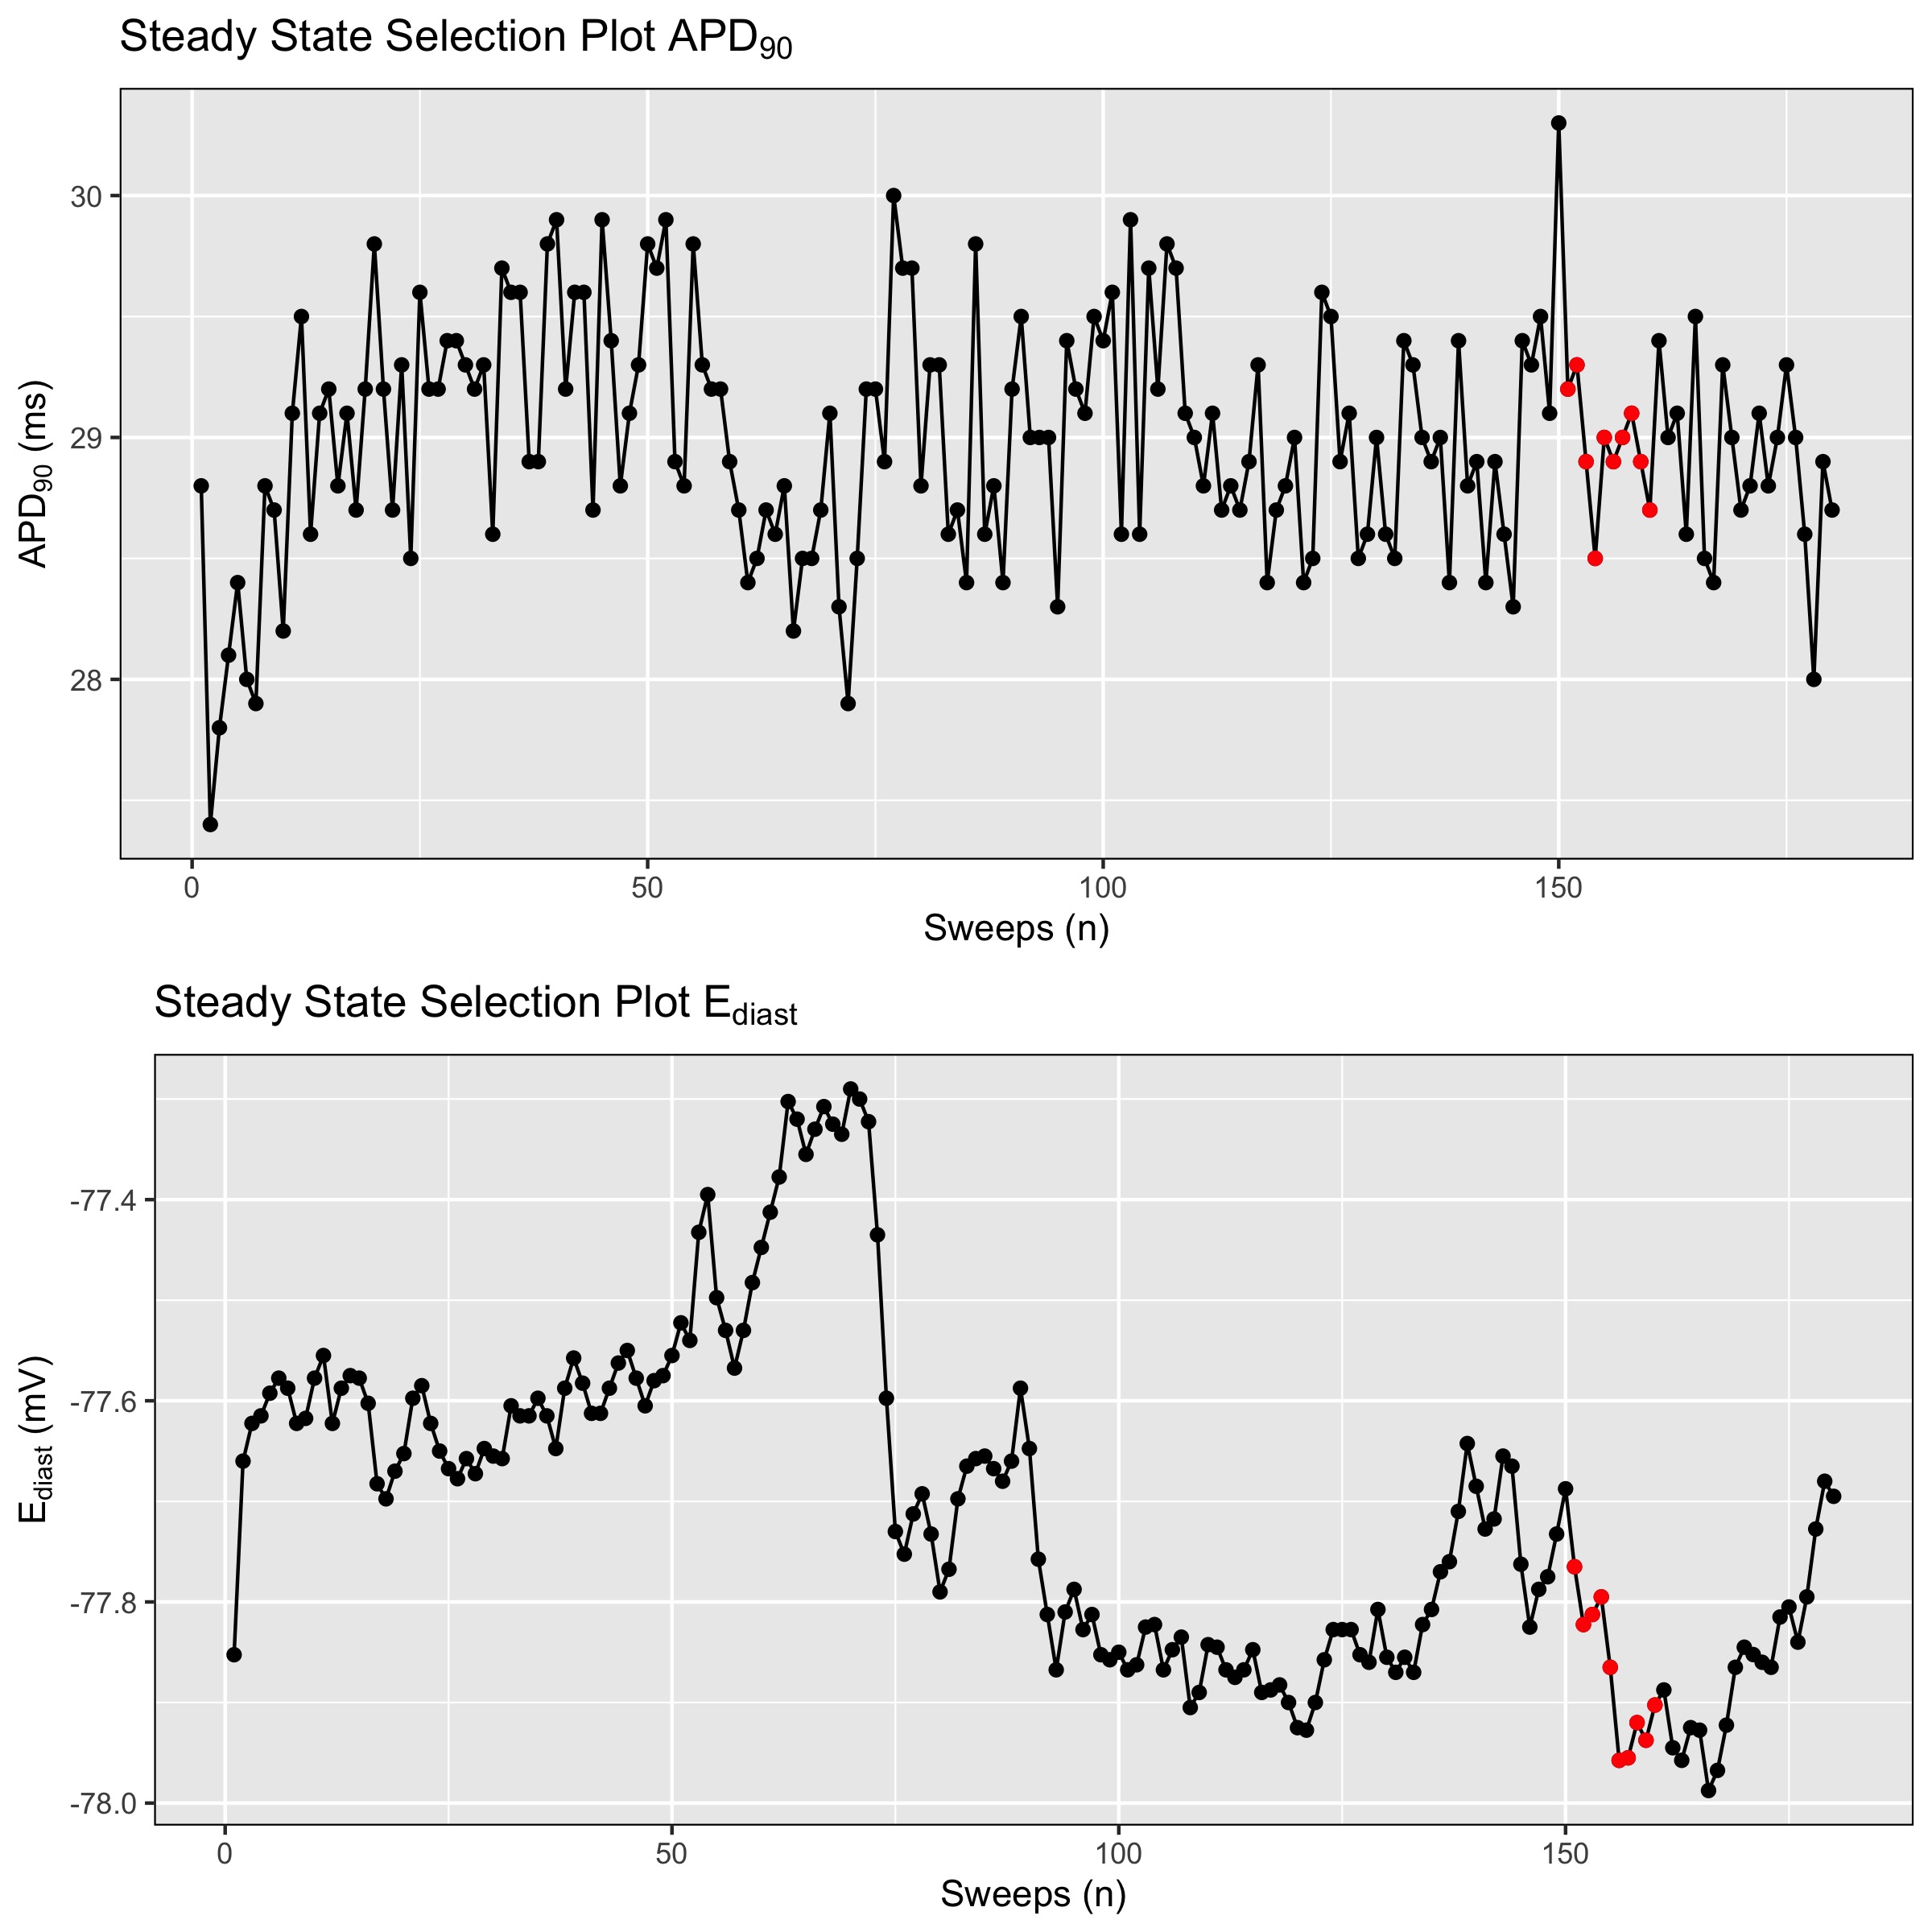 Steady State Selection Plot APD90
APD90 (ms)
30
29
28
0 50 100 150
Sweeps (n)
Steady State Selection Plot Ediast
Ediast (mV)
-77.4
-77.6
-77.8
-78.0
0 50 100 150
Sweeps (n)